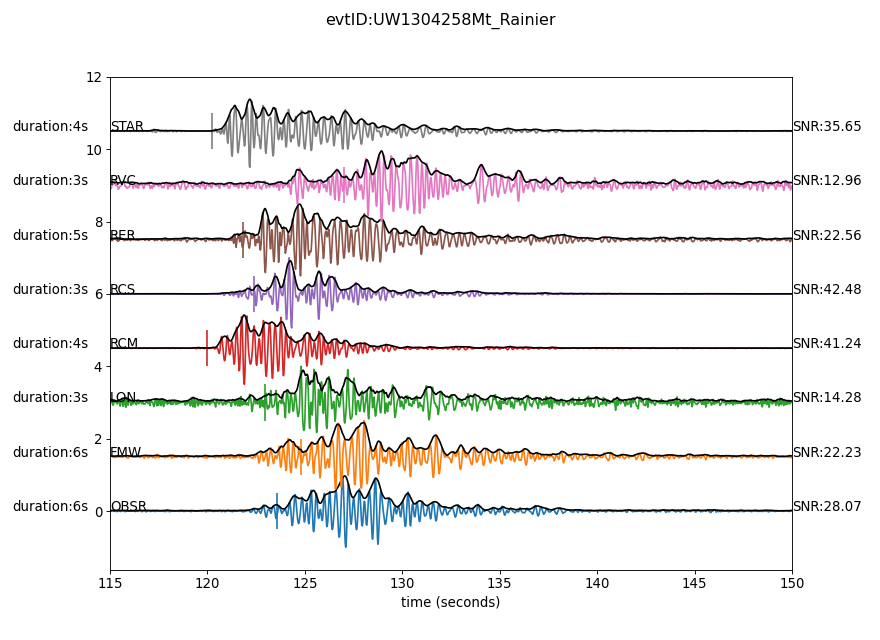 evtID:UW1304258Mt_Rainier
12
duration:4s STAR SNR:35.65
10
duration:3s RVC SNR:12.96
8
duration:5s RER SNR:22.56
duration:3s RCS SNR:42.48
6
duration:4s RCM SNR:41.24
4
duration:3s LON SNR:14.28
2
duration:6s FMW SNR:22.23
duration:6s OBSR SNR:28.07
0
115 120 125 130 135 140 145 150
time (seconds)